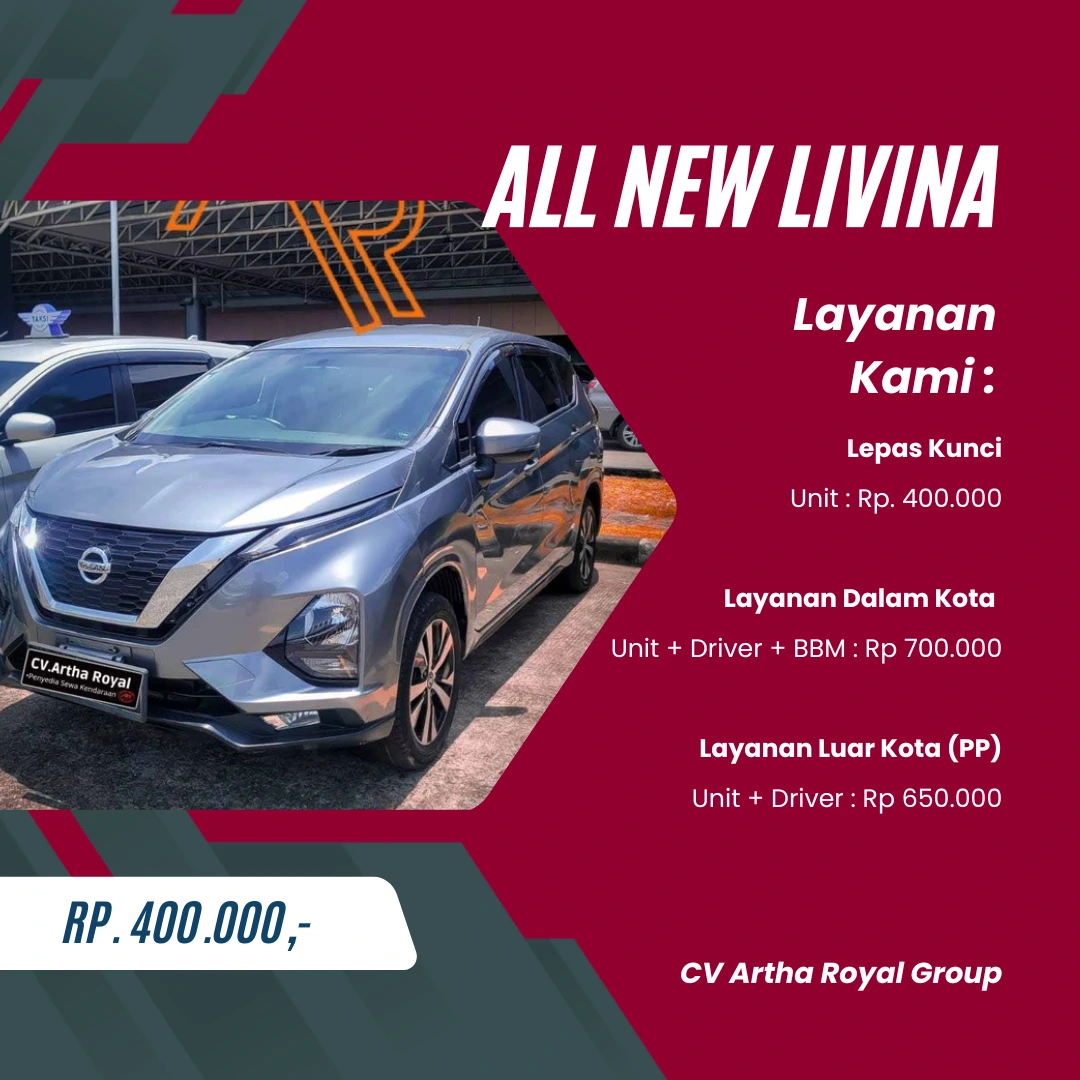 ALL NEW LIVINA
Layanan
Kami :
Lepas Kunci
Unit : Rp. 400.000
Layanan Dalam Kota
Unit + Driver + BBM : Rp 700.000
Layanan Luar Kota (PP)
Unit + Driver : Rp 650.000
TAKSI
NISSAN
CV.Artha Royal
-Penyedia Sewa Kendaraan
RP. 400.000,-
CV Artha Royal Group